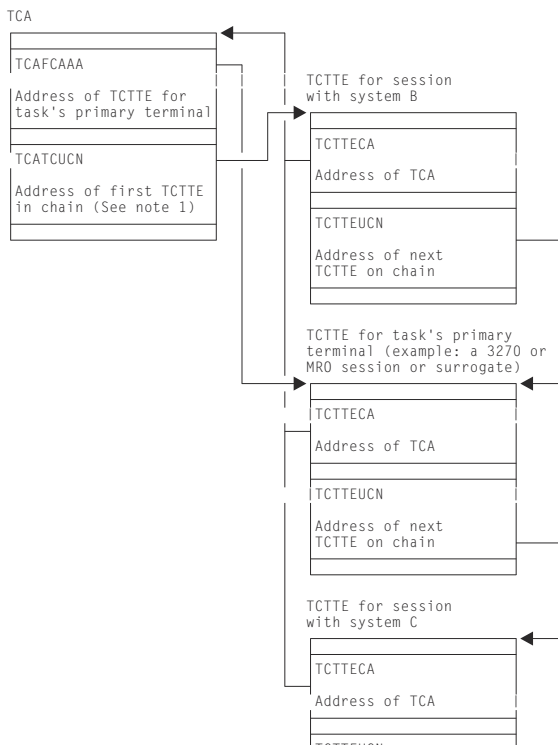 TCA
TCAFCAAA
Address of TCTTE for
task's primary terminal
TCATCUCN
Address of first TCTTE
in chain (See note 1)
TCTTE for session
with system B
TCTTECA
Address of TCA
TCTTEUCN
Address of next
TCTTE on chain
TCTTE for task's primary
terminal (example: a 3270 or
MRO session or surrogate)
TCTTECA
Address of TCA
TCTTEUCN
Address of next
TCTTE on chain
TCTTE for session
with system C
TCTTECA
Address of TCA